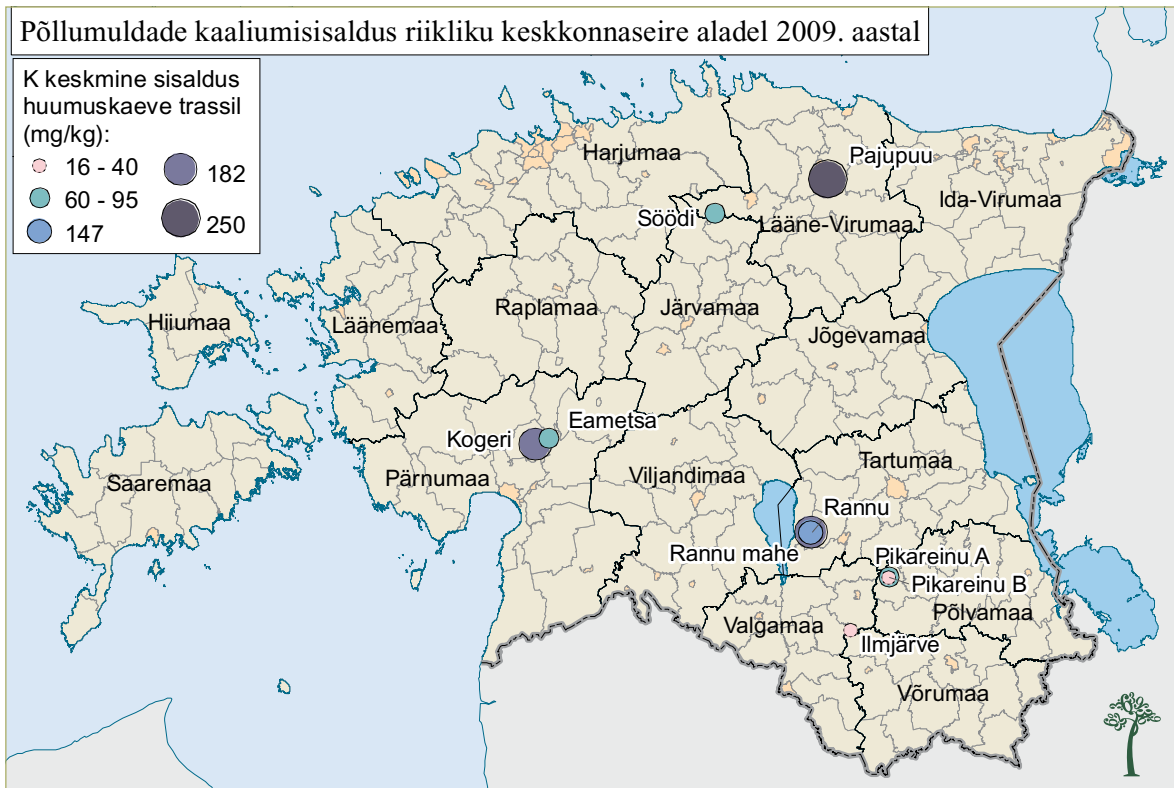 Põllumuldade kaaliumisisaldus riikliku keskkonnaseire aladel 2009. aastal
K keskmine sisaldus
huumuskaeve trassil
(mg/kg):
16 - 40
60 - 95
147
182
250
Harjumaa
Pajupuu
Ida-Virumaa
Söödi
Lääne-Virumaa
Hiiumaa
Läänemaa
Raplamaa
Järvamaa
Jõgevamaa
Eametsa
Kogeri
Pärnumaa
Viljandimaa
Tartumaa
Saaremaa
Rannu
Rannu mahe
Pikareinu A
Pikareinu B
Põlvamaa
Valgamaa
Ilmjärve
Võrumaa